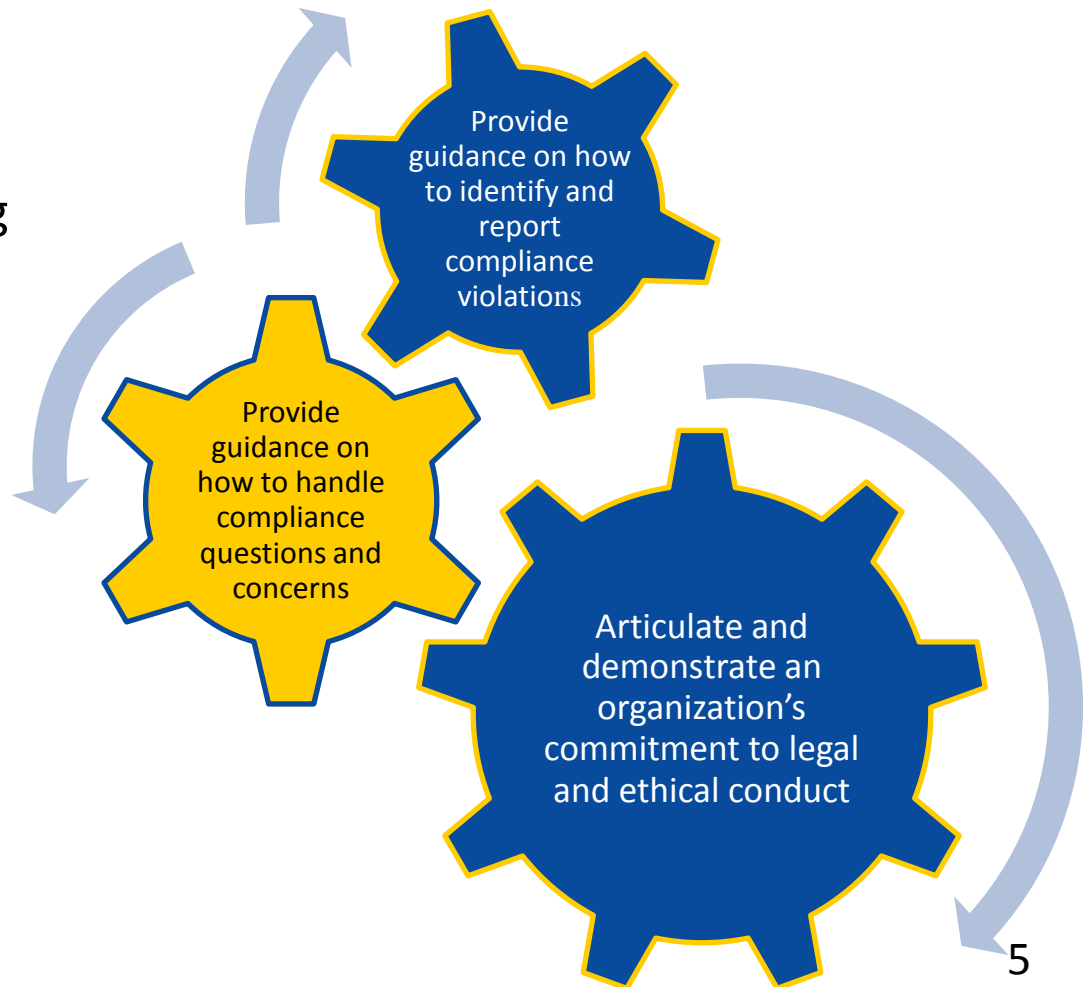 Provide
guidance on how
to identify and
report
compliance
violations
g
Provide
guidance on
how to handle
compliance
questions and
concerns
Articulate and
demonstrate an
organization’s
commitment to legal
and ethical conduct
5